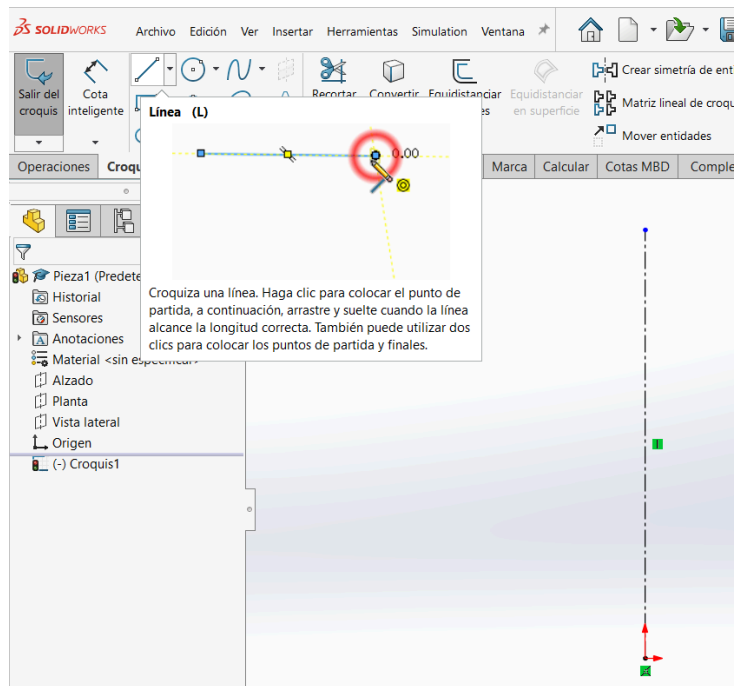 SOLIDWORKS Archivo Edición Ver Insertar Herramientas Simulation Ventana
Salir del croquis
Cota inteligente
Recortar Convertir Equidistanciar
Equidistanciar en superficie
Crear simetría de ent
Matriz lineal de croqu
Mover entidades
Operaciones Croqu Marca Calcular Cotas MBD Comple
Línea (L)
0.00
Croquiza una línea. Haga clic para colocar el punto de
partida, a continuación, arrastre y suelte cuando la línea
alcance la longitud correcta. También puede utilizar dos
clics para colocar los puntos de partida y finales.
Pieza1 (Predete
Historial
Sensores
Anotaciones
Material <sin especificar>
Alzado
Planta
Vista lateral
Origen
(-) Croquis1